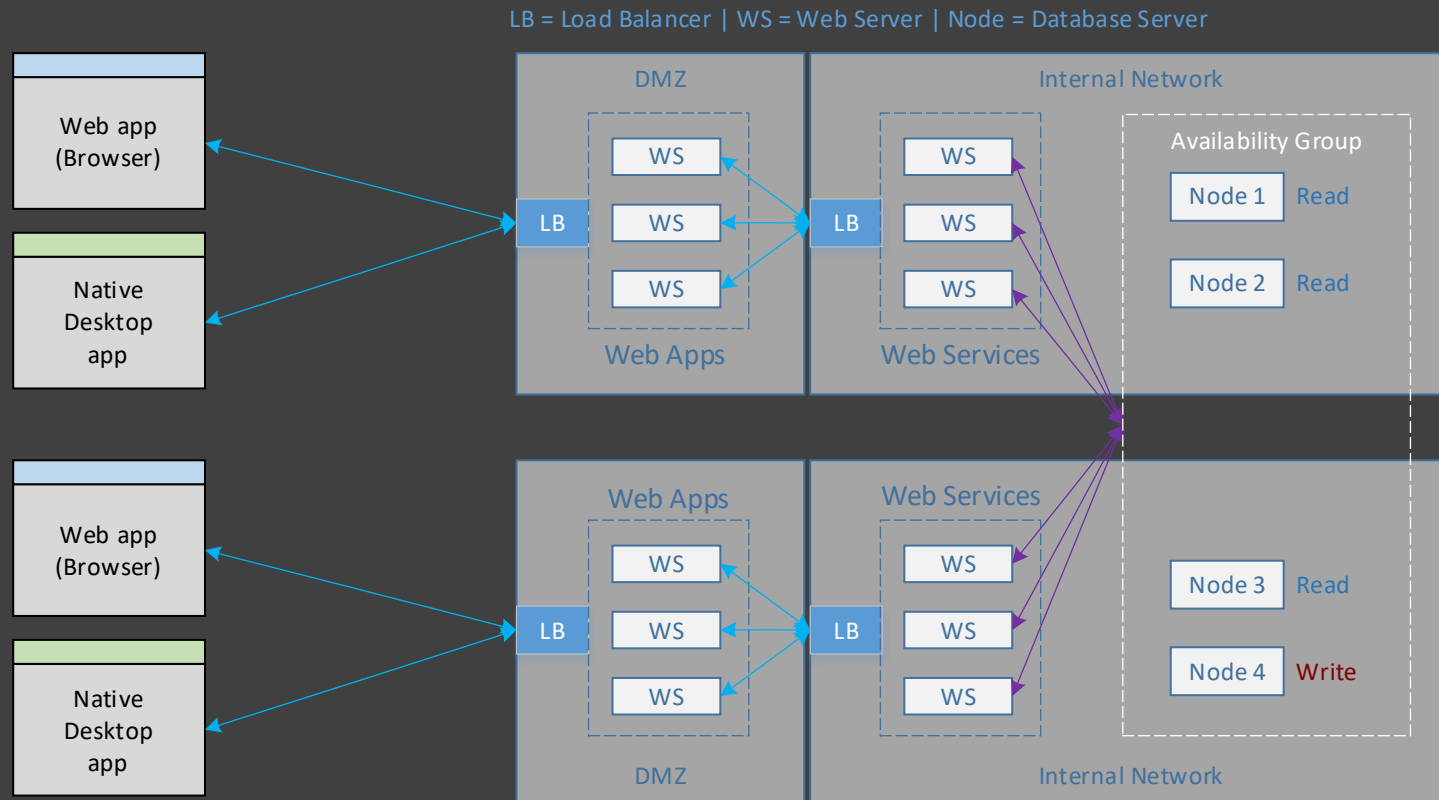 LB = Load Balancer | WS = Web Server | Node = Database Server
Web app
(Browser)
Native
Desktop
app
DMZ
LB
WS
WS
WS
Web Apps
Internal Network
LB
WS
WS
WS
Web Services
Availability Group
Node 1 Read
Node 2 Read
Web app
(Browser)
Native
Desktop
app
Web Apps
LB
WS
WS
WS
DMZ
Web Services
LB
WS
WS
WS
Node 3 Read
Node 4 Write
Internal Network